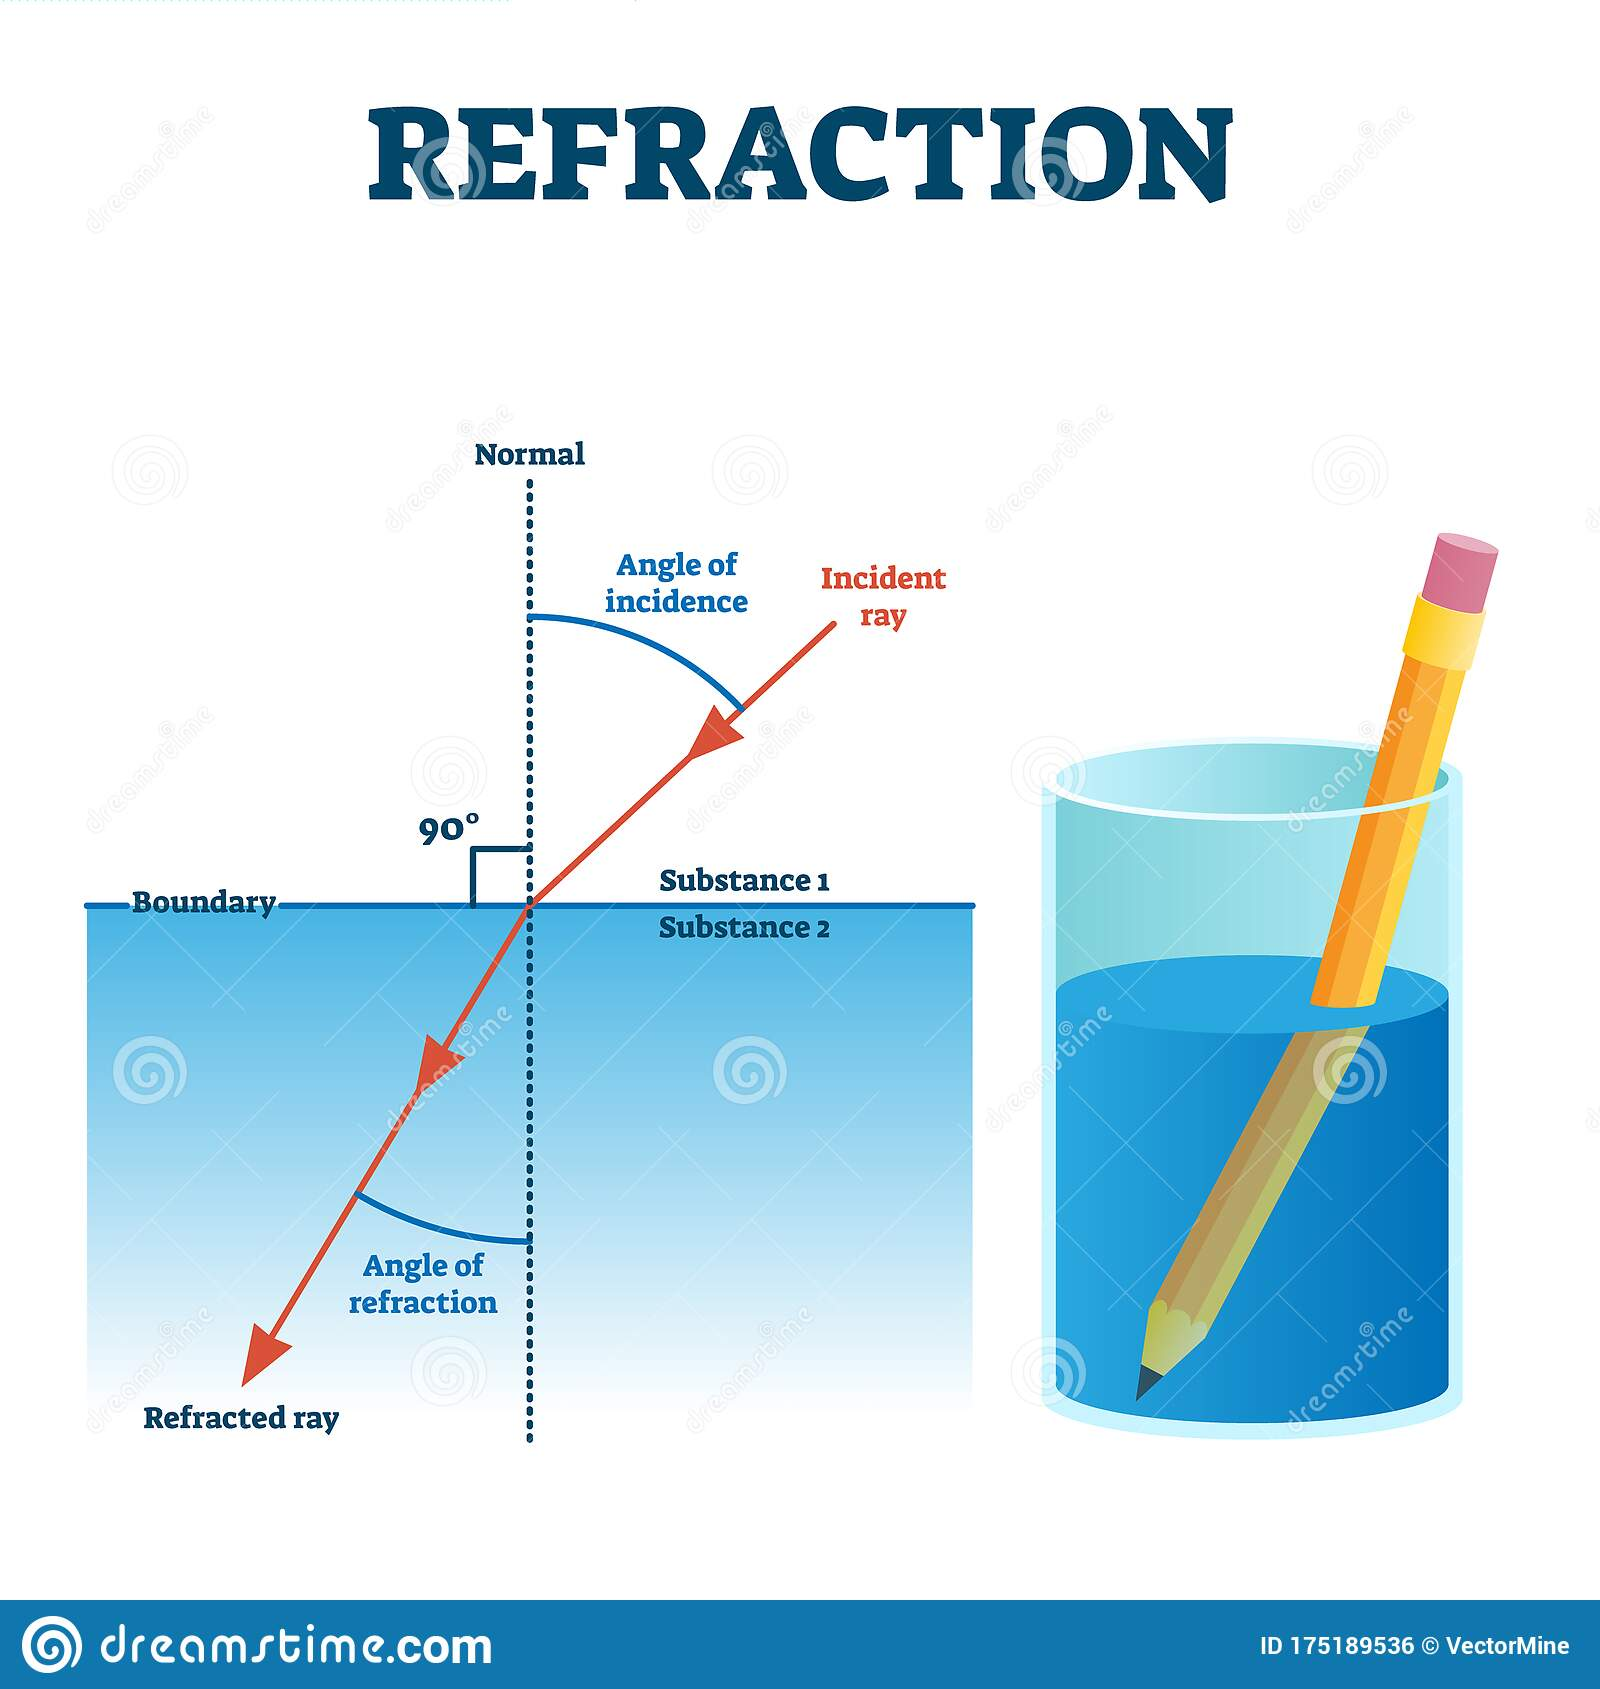 REFRACTION
Normal
Angle of
incidence
Incident
ray
90°
Boundary
Substance 1
Substance 2
Angle of
refraction
Refracted ray
dreamstime.com
ID 175189536 © VectorMine